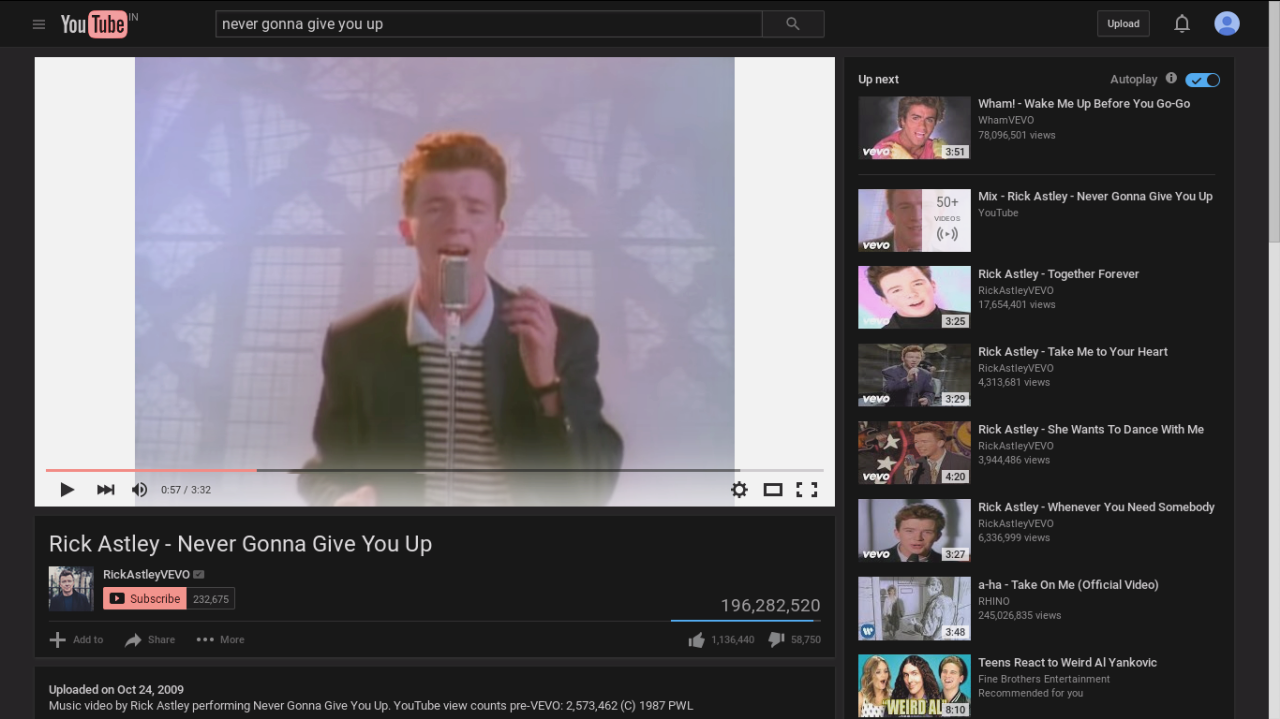 YouTube IN
never gonna give you up
Upload
0:57 / 3:32
Rick Astley - Never Gonna Give You Up
RickAstleyVEVO
Subscribe 232,675
196,282,520
Add to Share More 1,136,440 58,750
Uploaded on Oct 24, 2009
Music video by Rick Astley performing Never Gonna Give You Up. YouTube view counts pre-VEVO: 2,573,462 (C) 1987 PWL
Up next Autoplay
vevo 3:51
Wham! - Wake Me Up Before You Go-Go
WhamVEVO
78,096,501 views
50+
VIDEOS
vevo
Mix - Rick Astley - Never Gonna Give You Up
YouTube
vevo 3:25
Rick Astley - Together Forever
RickAstleyVEVO
17,654,401 views
vevo 3:29
Rick Astley - Take Me to Your Heart
RickAstleyVEVO
4,313,681 views
vevo 4:20
Rick Astley - She Wants To Dance With Me
RickAstleyVEVO
3,944,486 views
vevo 3:27
Rick Astley - Whenever You Need Somebody
RickAstleyVEVO
6,336,999 views
3:48
a-ha - Take On Me (Official Video)
RHINO
245,026,835 views
WEIRD AL
8:10
Teens React to Weird Al Yankovic
Fine Brothers Entertainment
Recommended for you